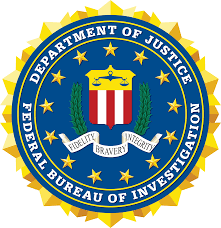 DEPARTMENT OF JUSTICE
FIDELITY
BRAVERY
INTEGRITY
FEDERAL BUREAU OF INVESTIGATION